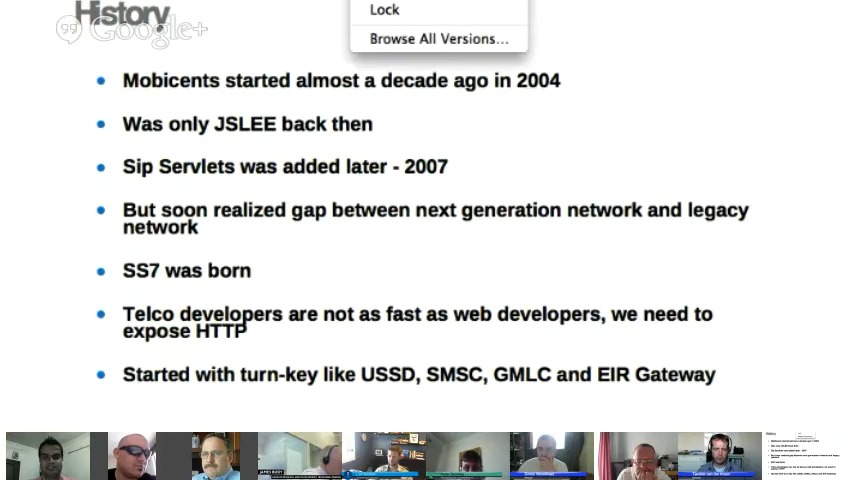 History
Google+
Lock
Browse All Versions...
Mobicents started almost a decade ago in 2004
Was only JSLEE back then
Sip Servlets was added later - 2007
But soon realized gap between next generation network and legacy
network
SS7 was born
Telco developers are not as fast as web developers, we need to
expose HTTP
Started with turn-key like USSD, SMSC, GMLC and EIR Gateway
JAMES BODY